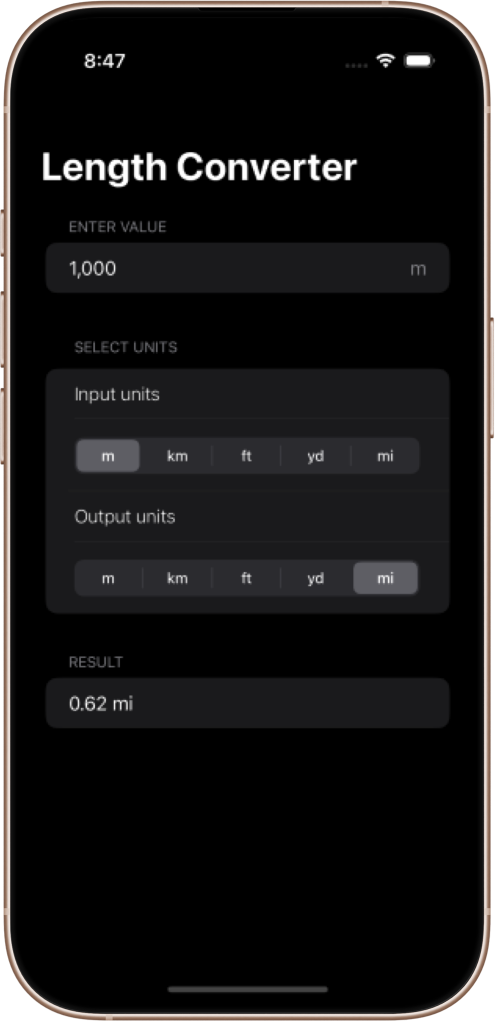 8:47
Length Converter
ENTER VALUE
1,000 m
SELECT UNITS
Input units
m km ft yd mi
Output units
m km ft yd mi
RESULT
0.62 mi